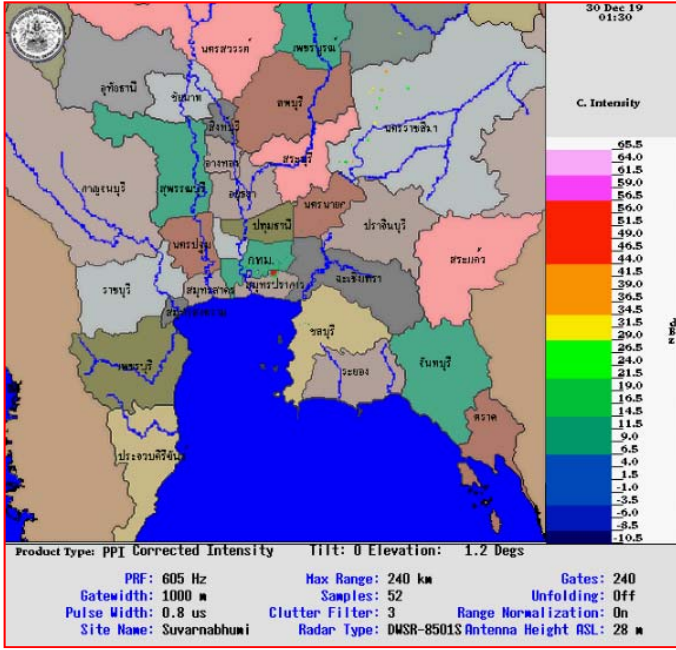 30 Dec 19
01:30
C. Intensity
นครสวรรค์
เพชรบูรณ์
อุทัยธานี
ชัยนาท
ลพบุรี
สิงห์บุรี
นครราชสีมา
อ่างทอง
สระบุรี
กาญจนบุรี
สุพรรณบุรี
อยุธยา
นครนายก
ปทุมธานี
ปราจีนบุรี
นครปฐม
กทม.
สระแก้ว
ราชบุรี
สมุทรสาคร
สมุทรปราการ
ฉะเชิงเทรา
สมุทรสงคราม
ชลบุรี
เพชรบุรี
ระยอง
จันทบุรี
ตราด
ประจวบคีรีขันธ์
65.5
64.0
61.5
59.0
56.5
56.0
51.5
49.0
46.5
44.0
41.5
39.0
36.5
34.5
31.5
29.0
26.5
24.0
21.5
19.0
16.5
14.5
11.5
9.0
6.5
4.0
1.5
-1.0
-3.5
-6.0
-8.5
-10.5
Product Type: PPI Corrected Intensity Tilt: 0 Elevation: 1.2 Degs
PRF: 605 Hz Max Range: 240 km Gates: 240
Gatewidth: 1000 m Samples: 52 Unfolding: Off
Pulse Width: 0.8 us Clutter Filter: 3 Range Normalization: On
Site Name: Suvarnabhumi Radar Type: DWSR-8501S Antenna Height ASL: 28 m